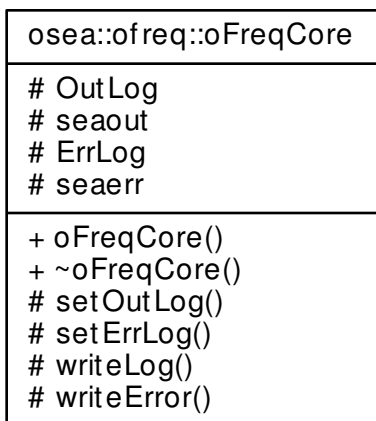 osea::ofreq::oFreqCore
# OutLog
# seaout
# ErrLog
# seaerr
+ oFreqCore()
+ ~oFreqCore()
# setOutLog()
# setErrLog()
# writeLog()
# writeError()